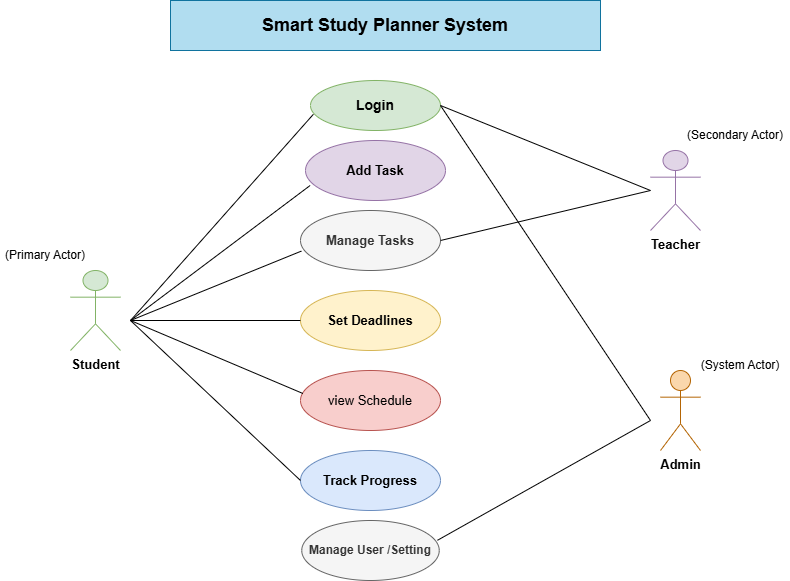 Smart Study Planner System
Login
(Secondary Actor)
Add Task
Teacher
Manage Tasks
(Primary Actor)
Set Deadlines
Student
(System Actor)
view Schedule
Admin
Track Progress
Manage User /Setting